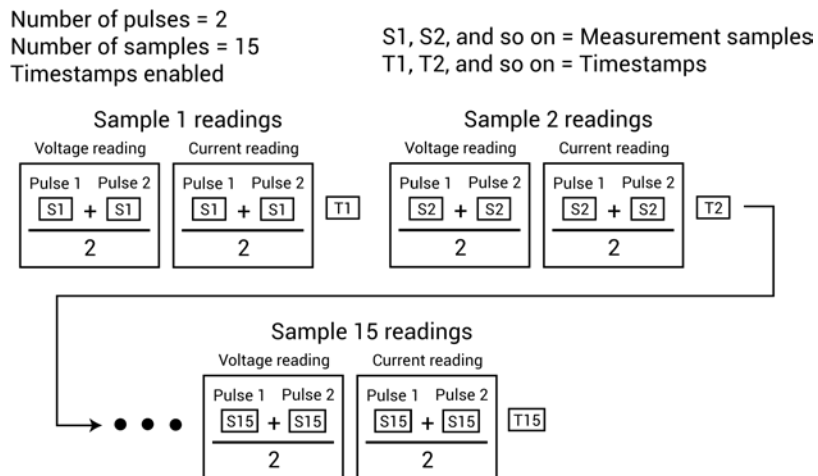 Number of pulses = 2
Number of samples = 15
Timestamps enabled
S1, S2, and so on = Measurement samples
T1, T2, and so on = Timestamps
Sample 1 readings
Voltage reading
Current reading
Pulse 1 Pulse 2
S1 + S1
2
Pulse 1 Pulse 2
S1 + S1
2
T1
Sample 2 readings
Voltage reading
Current reading
Pulse 1 Pulse 2
S2 + S2
2
Pulse 1 Pulse 2
S2 + S2
2
T2
Sample 15 readings
Voltage reading
Current reading
Pulse 1 Pulse 2
S15 + S15
2
Pulse 1 Pulse 2
S15 + S15
2
T15